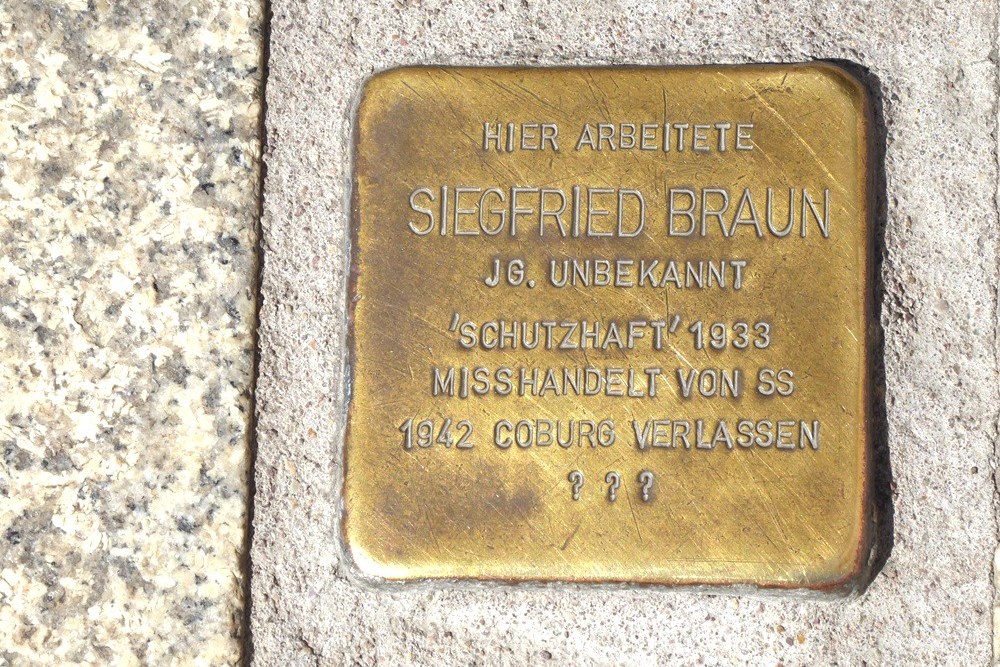 HIER ARBEITETE
SIEGFRIED BRAUN
JG. UNBEKANNT
'SCHUTZHAFT' 1933
MISSHANDELT VON SS
1942 COBURG VERLASSEN
? ? ?